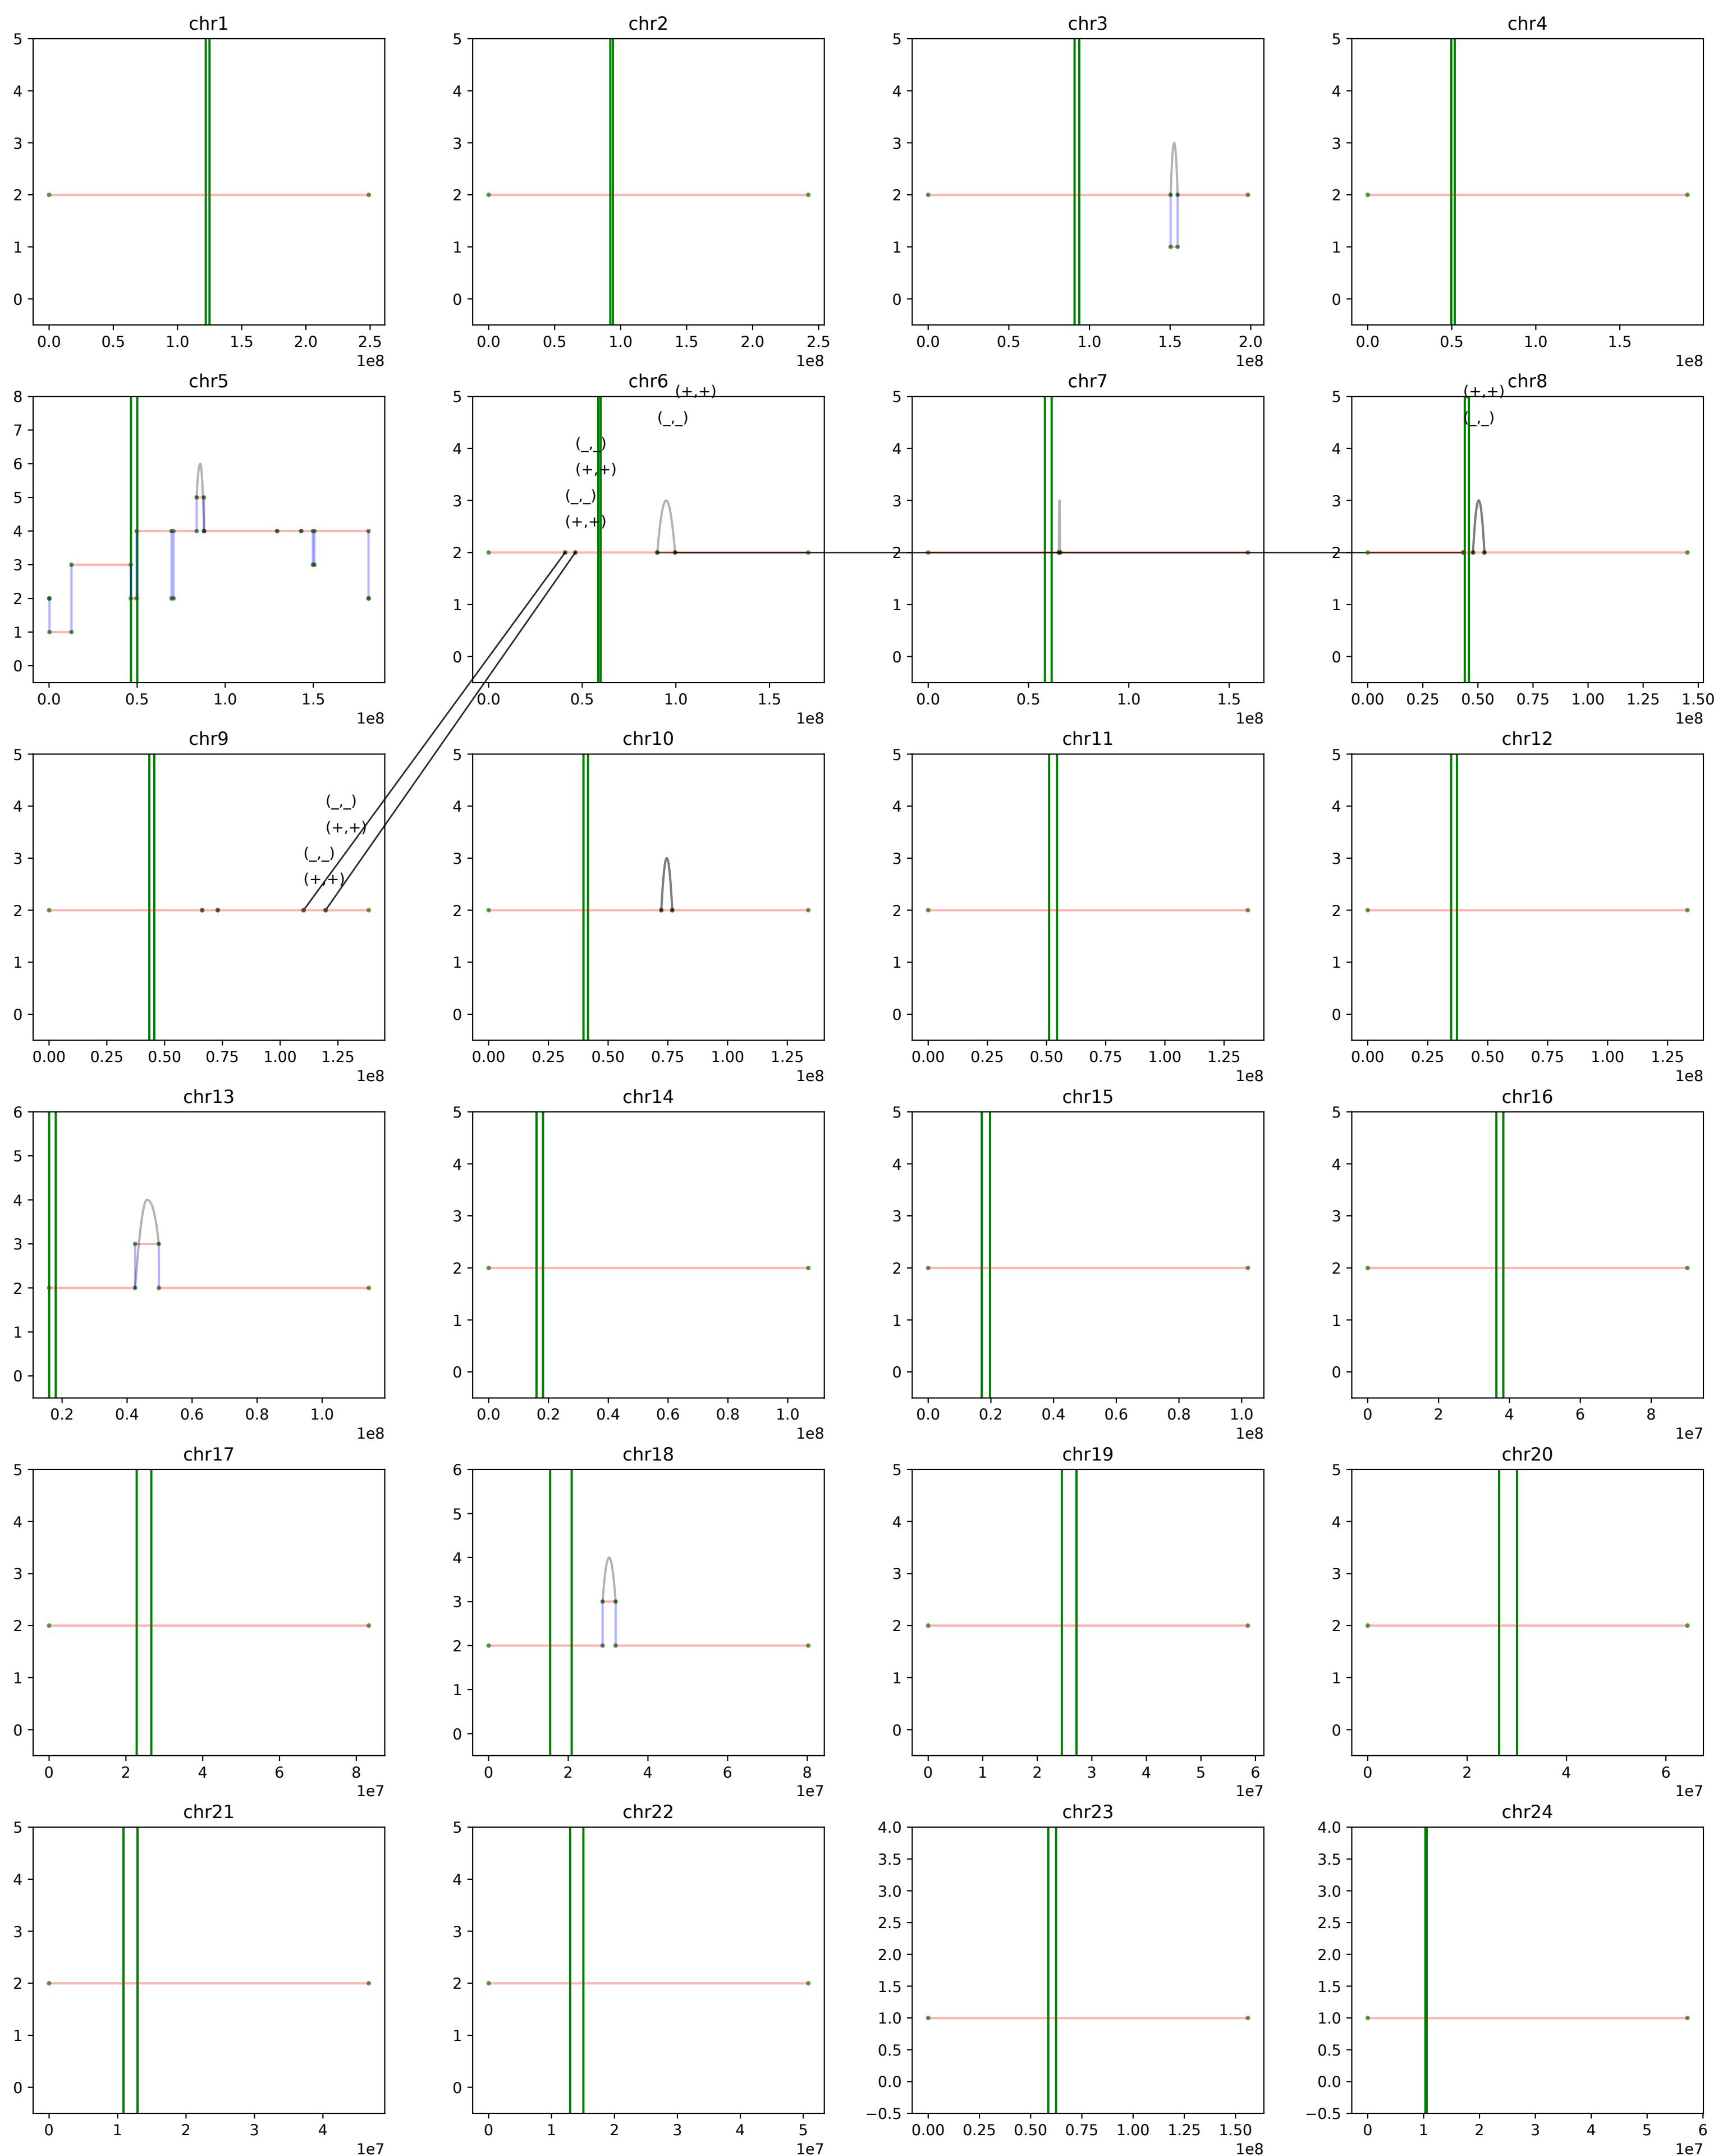 chr1 chr2 chr3 chr4
5 5 5 5
4 4 4 4
3 3 3 3
2 2 2 2
1 1 1 1
0 0 0 0
0.0 0.5 1.0 1.5 2.0 2.5 0.0 0.5 1.0 1.5 2.0 2.5 0.0 0.5 1.0 1.5 2.0 0.0 0.5 1.0 1.5
1e8 1e8 1e8 1e8
chr5 chr6 chr7 chr8
(+,+) (+,+)
8 5 5 5
(_,_) (_,_)
7
4 (_,_) 4 4
6
(+,+)
5 3 (_,_) 3 3
(+,+)
4
3 2 2 2
2
1 1 1 1
0 0 0 0
0.0 0.5 1.0 1.5 0.0 0.5 1.0 1.5 0.0 0.5 1.0 1.5 0.00 0.25 0.50 0.75 1.00 1.25 1.50
1e8 1e8 1e8
chr9 chr10 chr11 chr12
5 5 5 5
4 (_,_) 4 4 4
(+,+)
3 (_,_) 3 3 3
(+,+)
2 2 2 2
1 1 1 1
0 0 0 0
0.00 0.25 0.50 0.75 1.00 1.25 0.00 0.25 0.50 0.75 1.00 1.25 0.00 0.25 0.50 0.75 1.00 1.25 0.00 0.25 0.50 0.75 1.00 1.25
1e8 1e8 1e8 1e8
chr13 chr14 chr15 chr16
6 5 5 5
5 4 4 4
4 3 3 3
3 2 2 2
2
1 1 1 1
0 0 0 0
0.2 0.4 0.6 0.8 1.0 0.0 0.2 0.4 0.6 0.8 1.0 0.0 0.2 0.4 0.6 0.8 1.0 0 2 4 6 8
1e8 1e8 1e8 1e7
chr17 chr18 chr19 chr20
5 6 5 5
4 5 4 4
3 4 3 3
3
2 2 2 2
1 1 1 1
0 0 0 0
0 2 4 6 8 0 2 4 6 8 0 1 2 3 4 5 6 0 2 4 6
1e7 1e7 1e7 1e7
chr21 chr22 chr23 chr24
5 5 4.0 4.0
3.5 3.5
4 4
3.0 3.0
3 3 2.5 2.5
2.0 2.0
2 2
1.5 1.5
1 1 1.0 1.0
0.5 0.5
0 0 0.0 0.0
−0.5 −0.5
0 1 2 3 4 0 1 2 3 4 5 0.00 0.25 0.50 0.75 1.00 1.25 1.50 0 1 2 3 4 5 6
1e7 1e7 1e8 1e7